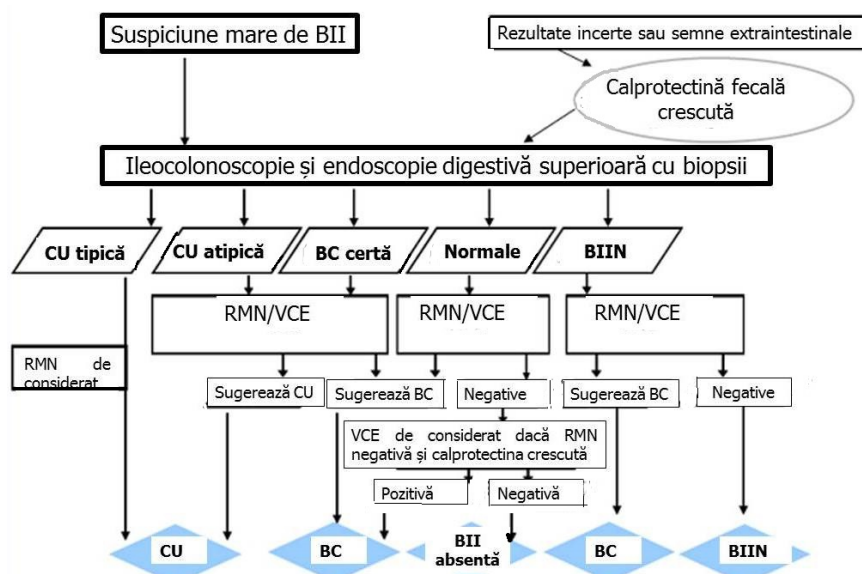 Suspiciune mare de BII
Rezultate incerte sau semne extraintestinale
Calprotectină fecală
crescută
Ileocolonoscopie și endoscopie digestivă superioară cu biopsii
CU tipică
CU atipică
BC certă
Normale
BIIN
RMN/VCE
RMN/VCE
RMN/VCE
RMN de
considerat
Sugerează CU
Sugerează BC
Negative
Sugerează BC
Negative
VCE de considerat dacă RMN
negativă și calprotectina crescută
Pozitivă
Negativă
CU
BC
BII
absentă
BC
BIIN